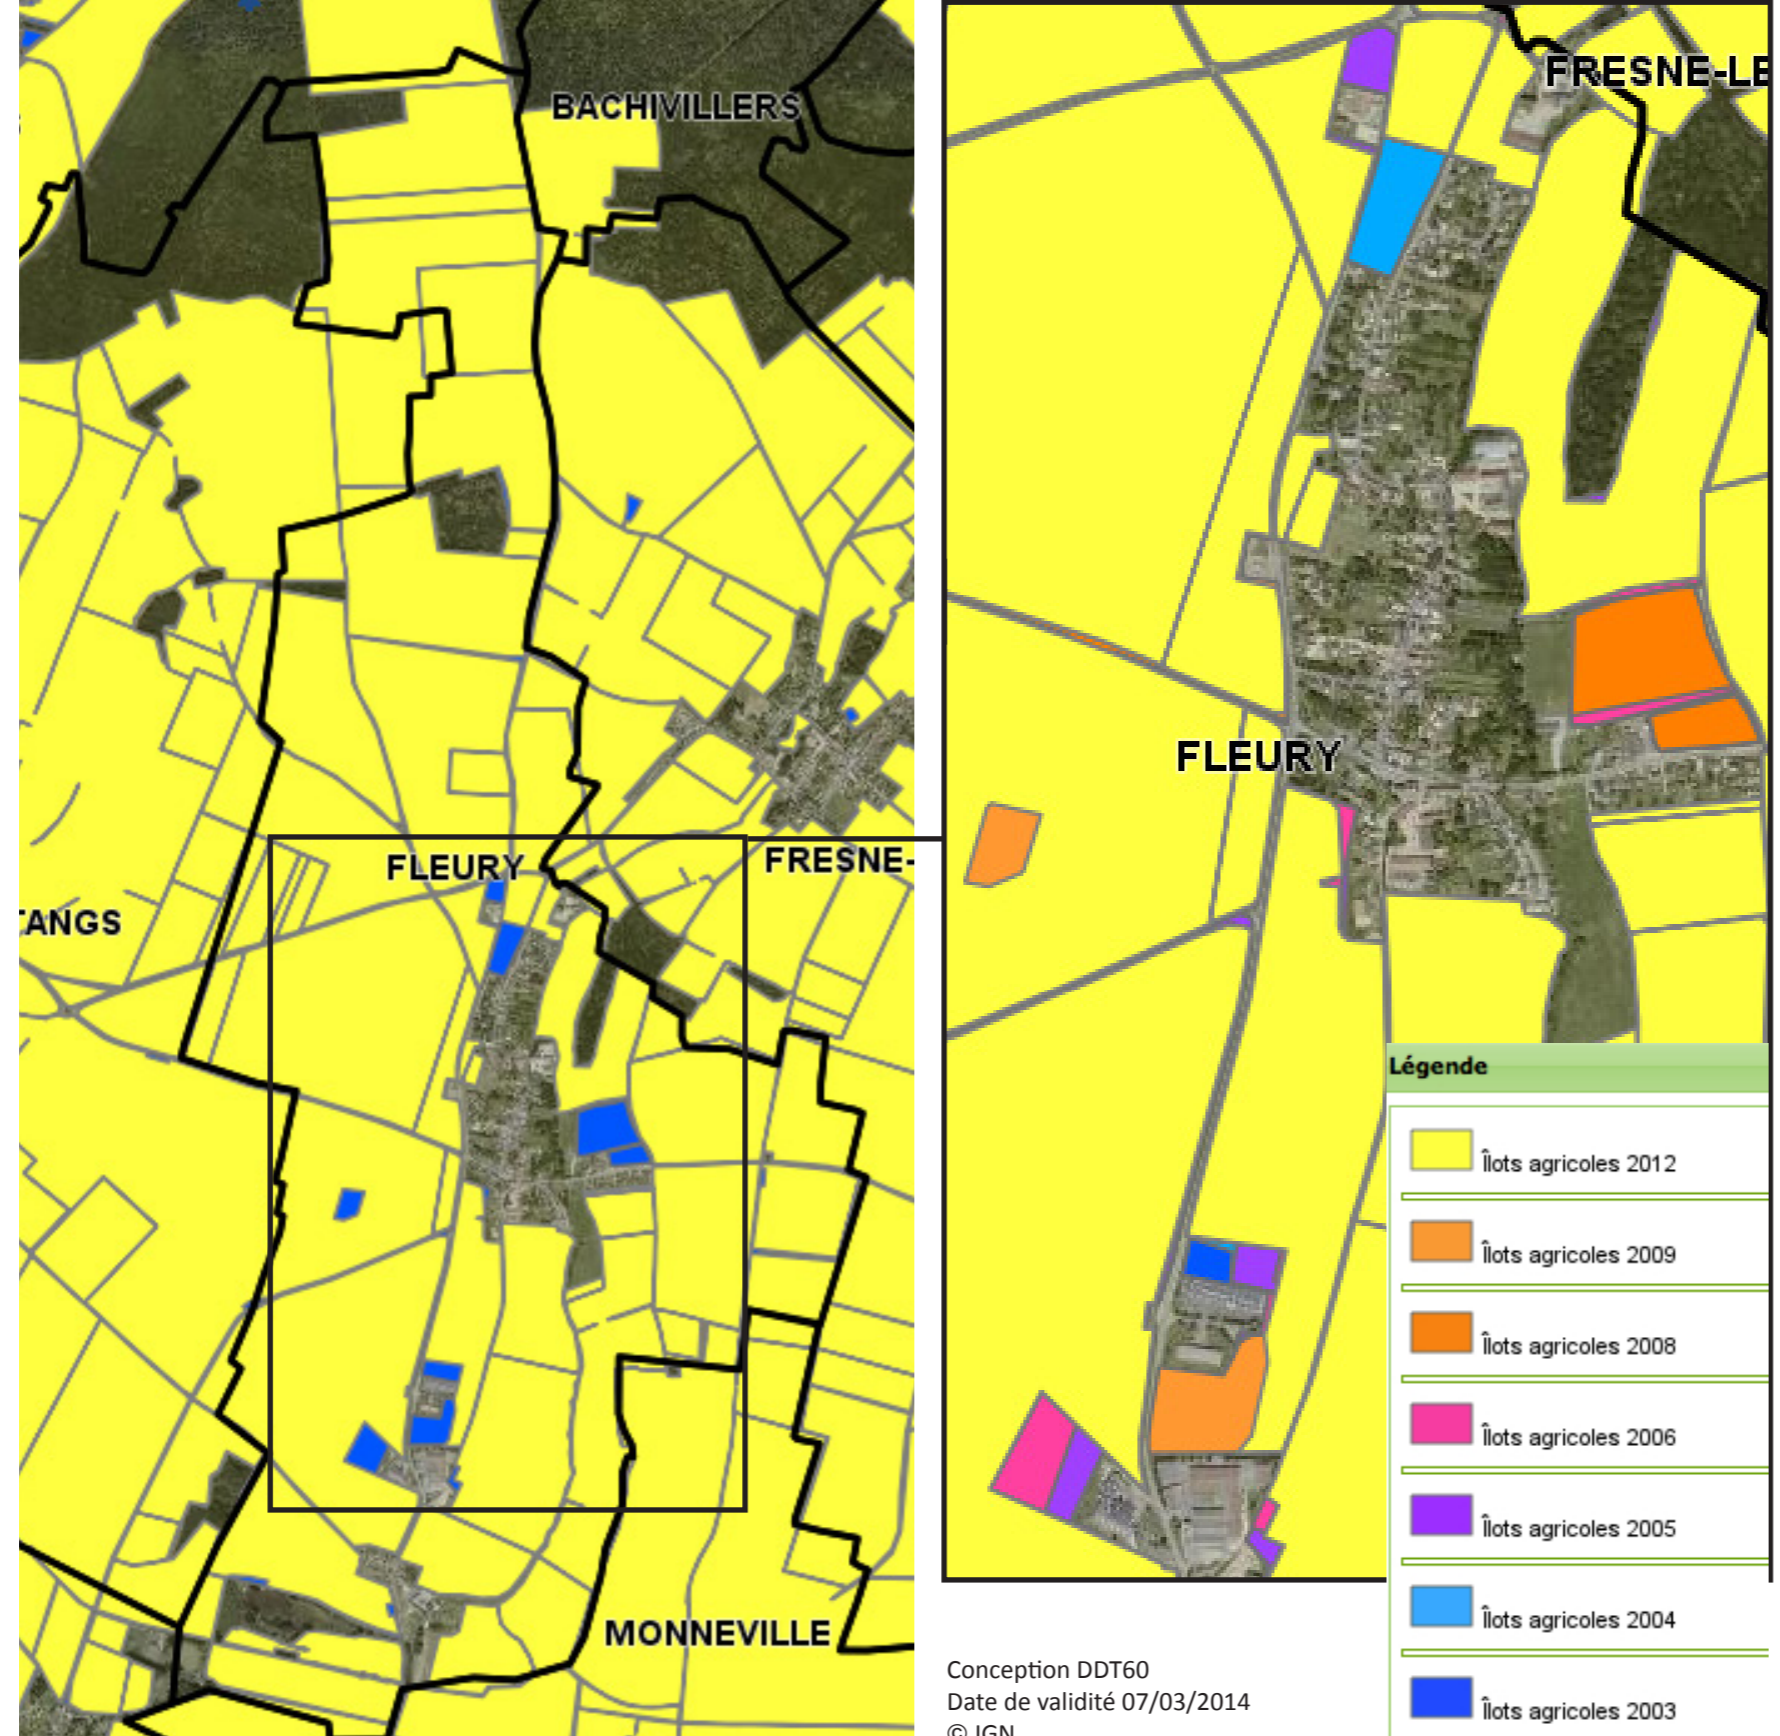 BACHIVILLERS
FLEURY
FRESNE-
TANGS
MONNEVILLE
FRESNE-LE
FLEURY
Légende
Îlots agricoles 2012
Îlots agricoles 2009
Îlots agricoles 2008
Îlots agricoles 2006
Îlots agricoles 2005
Îlots agricoles 2004
Îlots agricoles 2003
Conception DDT60
Date de validité 07/03/2014
© IGN